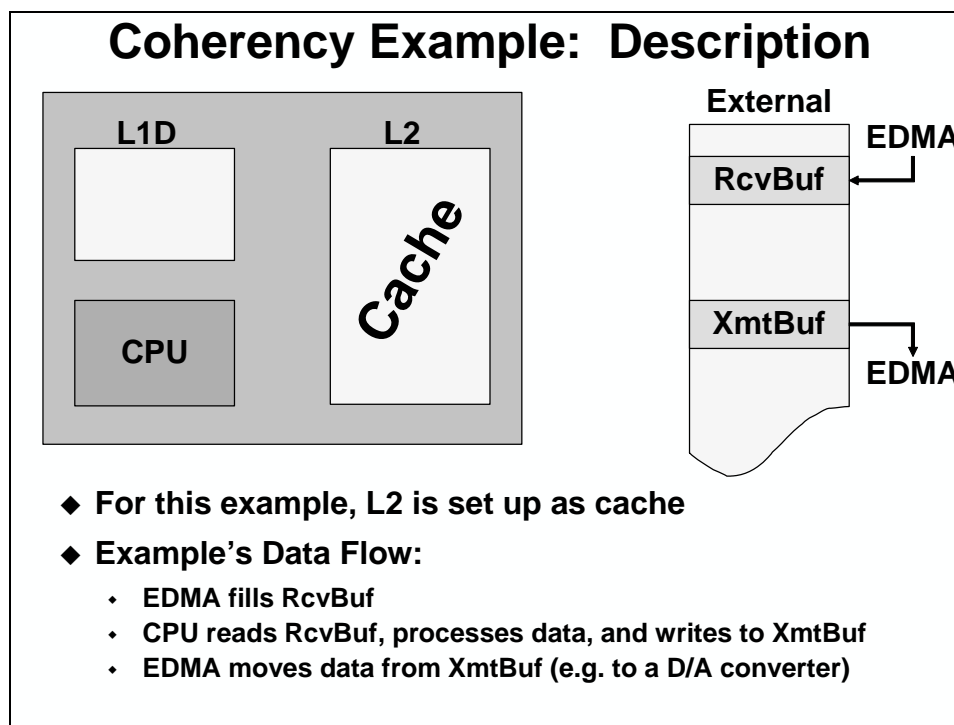 Coherency Example: Description
L1D
L2
Cache
CPU
External
EDMA
RcvBuf
XmtBuf
EDMA
◆ For this example, L2 is set up as cache
◆ Example's Data Flow:
◆ EDMA fills RcvBuf
◆ CPU reads RcvBuf, processes data, and writes to XmtBuf
◆ EDMA moves data from XmtBuf (e.g. to a D/A converter)